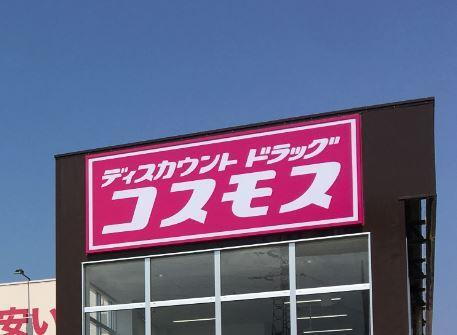 ディスカウント ドラッグ
コスモス
安い